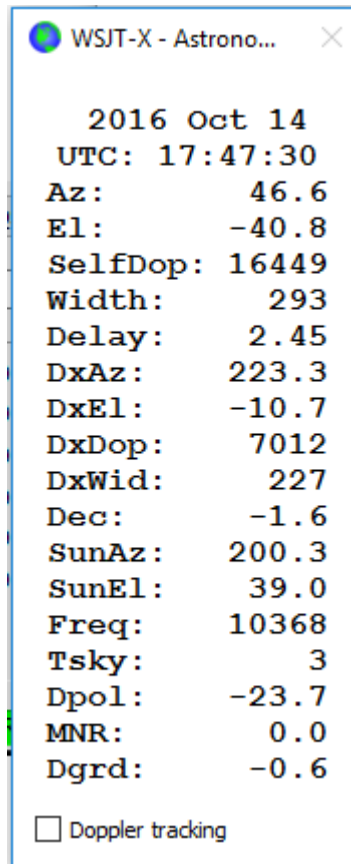 WSJT-X - Astrono...
2016 Oct 14
UTC: 17:47:30
Az: 46.6
El: -40.8
SelfDop: 16449
Width: 293
Delay: 2.45
DxAz: 223.3
DxEl: -10.7
DxDop: 7012
DxWid: 227
Dec: -1.6
SunAz: 200.3
SunEl: 39.0
Freq: 10368
Tsky: 3
Dpol: -23.7
MNR: 0.0
Dgrd: -0.6
Doppler tracking